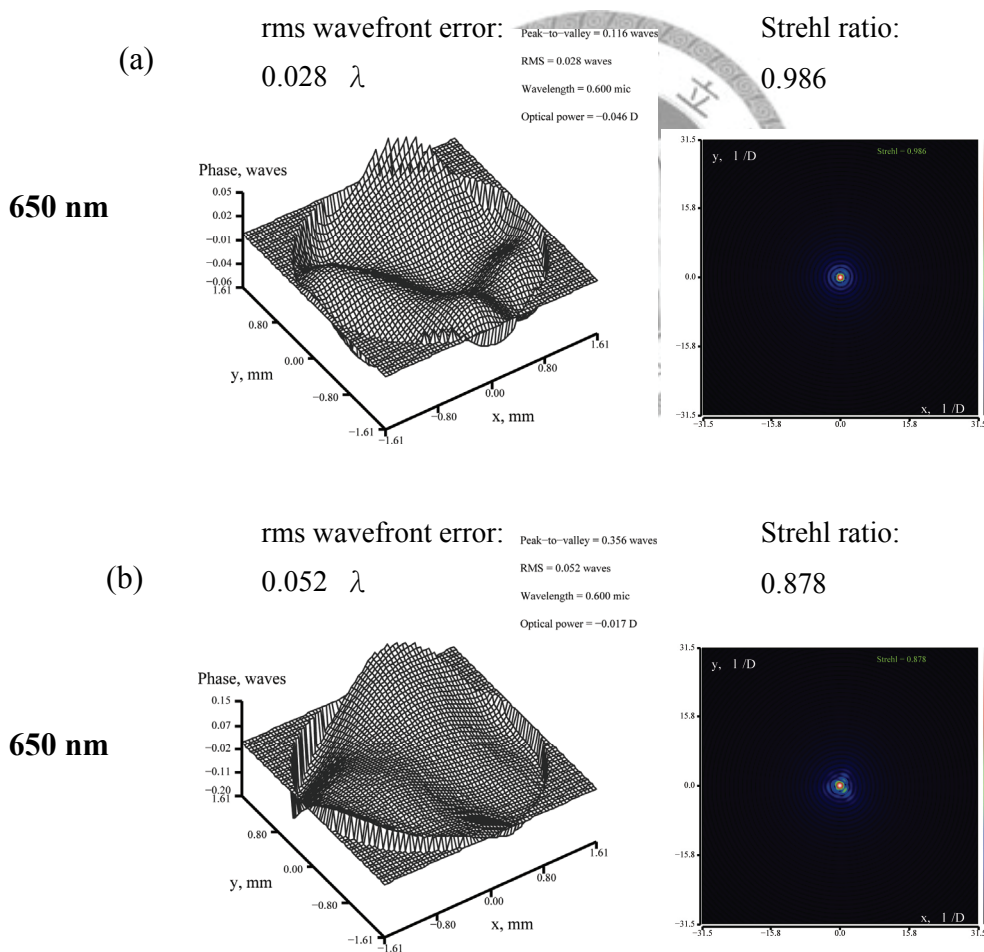 rms wavefront error:
Peak−to−valley = 0.116 waves
Strehl ratio:
(a)
0.028 λ
RMS = 0.028 waves
0.986
Wavelength = 0.600 mic
Optical power = −0.046 D
立
650 nm
Phase, waves
0.05
0.02
−0.01
−0.04
−0.06
1.61
0.80
0.00
−0.80
−1.61
y, mm
−1.61
−0.80
0.00
0.80
1.61
x, mm
y, 1 /D
Strehl = 0.986
31.5
15.8
0.0
−15.8
−31.5
x, 1 /D
−31.5
−15.8
0.0
15.8
31.5
rms wavefront error:
Peak−to−valley = 0.356 waves
Strehl ratio:
(b)
0.052 λ
RMS = 0.052 waves
0.878
Wavelength = 0.600 mic
Optical power = −0.017 D
650 nm
Phase, waves
0.15
0.07
−0.02
−0.11
−0.20
1.61
0.80
0.00
−0.80
−1.61
y, mm
−1.61
−0.80
0.00
0.80
1.61
x, mm
y, 1 /D
Strehl = 0.878
31.5
15.8
0.0
−15.8
−31.5
x, 1 /D
−31.5
−15.8
0.0
15.8
31.5